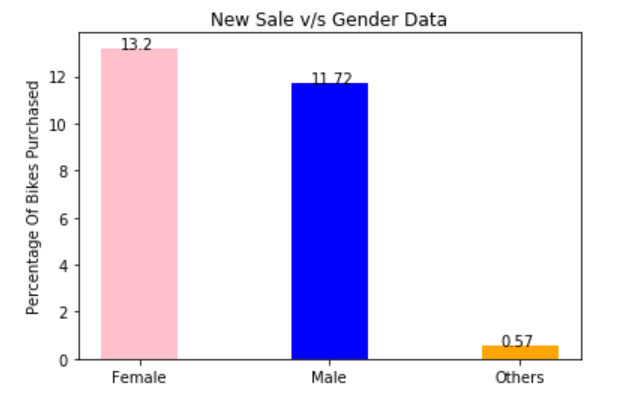 New Sale v/s Gender Data
Percentage Of Bikes Purchased
12
10
8
6
4
2
0
13.2
11.72
0.57
Female
Male
Others